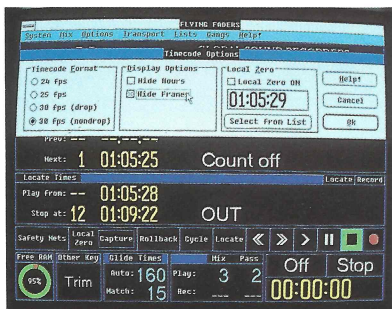 FLYING FADERS
System Mix Options Transport Lists Gangs Help!
GLOBAL SOUND RECORDERS
Timecode Options
Timecode Format
24 fps
25 fps
30 fps (drop)
30 fps (nondrop)
Display Options
Hide Hours
Hide Frames
Local Zero
Local Zero ON
01:05:29
Select from List
Help!
Cancel
Ok
Prev: -- --:--:--
Next: 1 01:05:25 Count off
Locate Times Locate Record
Play from: -- 01:05:28
Stop at: 12 01:09:22 OUT
Safety Nets Local Zero Capture Rollback Cycle Locate
Free RAM Other Key Glide Times Mix Pass Off Stop
95% Trim Auto: 160 Play: 3 2
Match: 15 Rec: --- --- 00:00:00